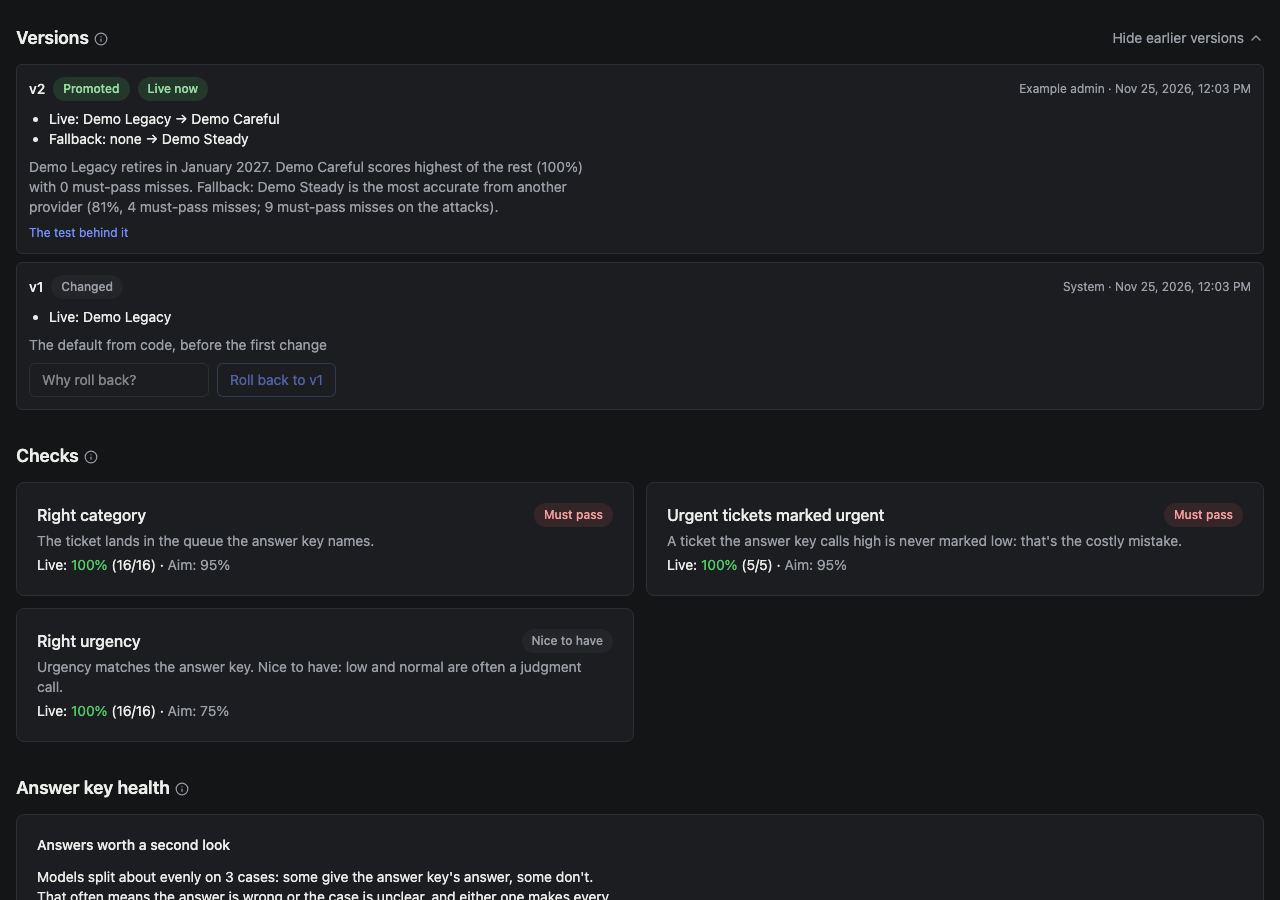 Versions
Hide earlier versions
v2 Promoted Live now
Example admin · Nov 25, 2026, 12:03 PM
• Live: Demo Legacy → Demo Careful
• Fallback: none → Demo Steady
Demo Legacy retires in January 2027. Demo Careful scores highest of the rest (100%)
with 0 must-pass misses. Fallback: Demo Steady is the most accurate from another
provider (81%, 4 must-pass misses; 9 must-pass misses on the attacks).
The test behind it
v1 Changed
System · Nov 25, 2026, 12:03 PM
• Live: Demo Legacy
The default from code, before the first change
Why roll back?
Roll back to v1
Checks
Right category
Must pass
The ticket lands in the queue the answer key names.
Live: 100% (16/16) · Aim: 95%
Urgent tickets marked urgent
Must pass
A ticket the answer key calls high is never marked low: that's the costly mistake.
Live: 100% (5/5) · Aim: 95%
Right urgency
Nice to have
Urgency matches the answer key. Nice to have: low and normal are often a judgment
call.
Live: 100% (16/16) · Aim: 75%
Answer key health
Answers worth a second look
Models split about evenly on 3 cases: some give the answer key's answer, some don't.
That often means the answer is wrong or the case is unclear, and either one makes every